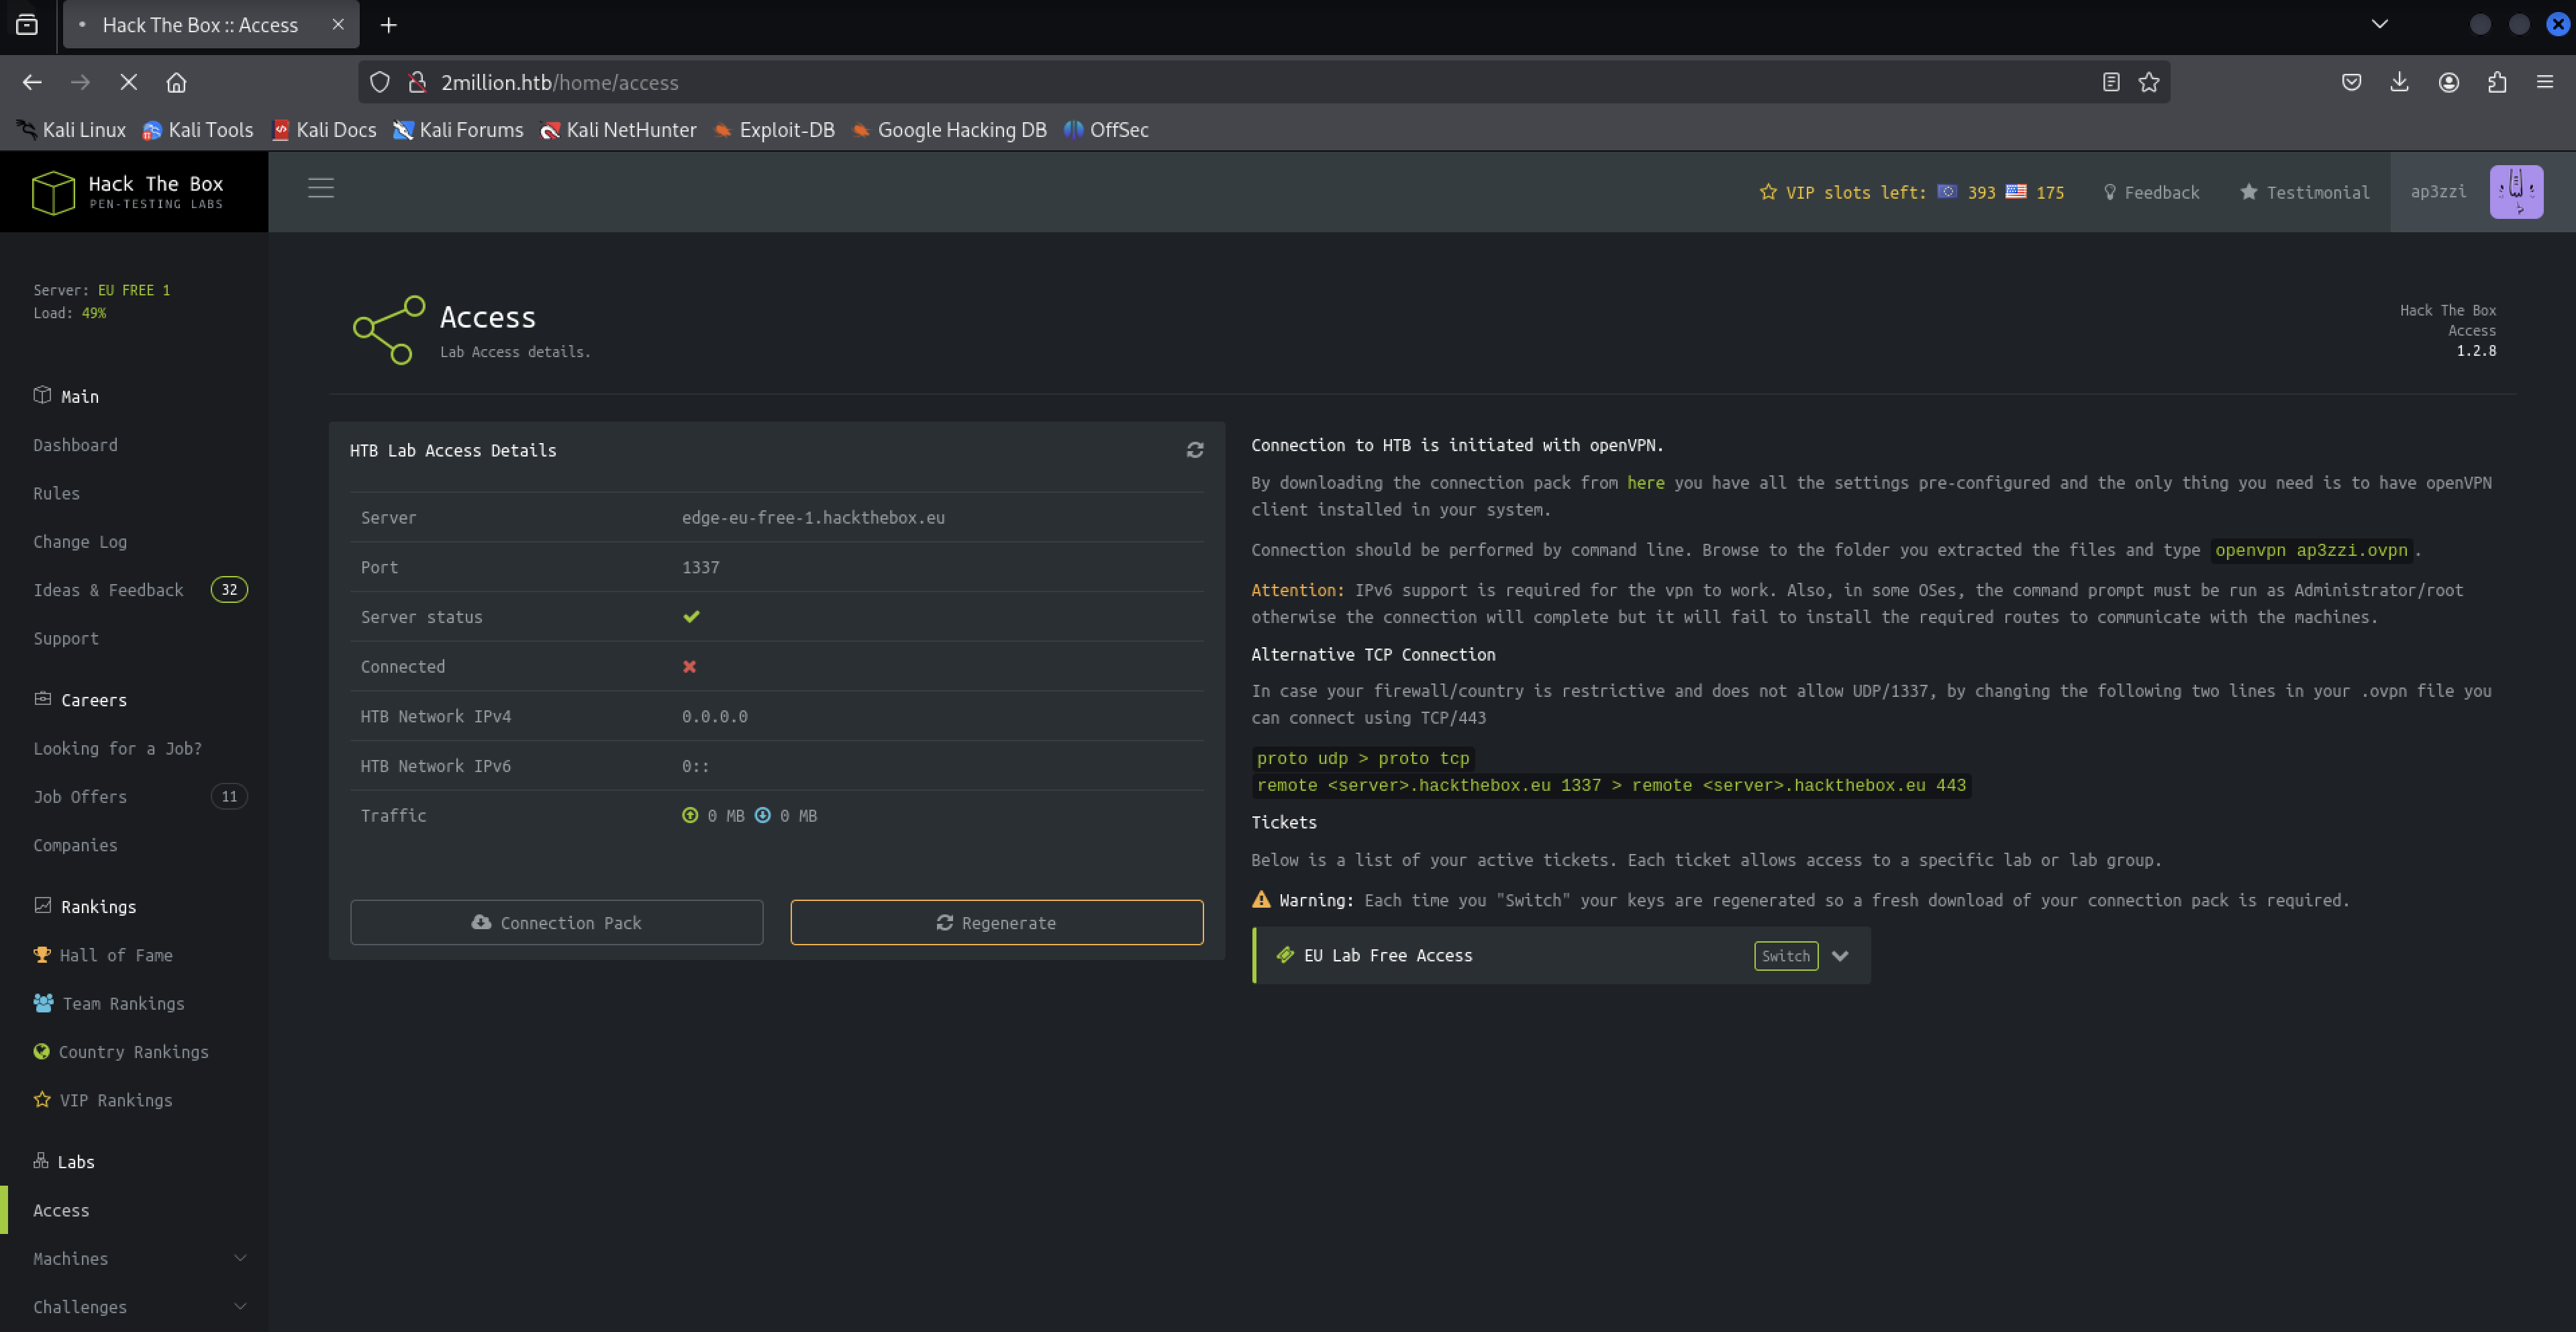 Hack The Box :: Access
2million.htb/home/access
Kali Linux Kali Tools Kali Docs Kali Forums Kali NetHunter Exploit-DB Google Hacking DB OffSec
Hack The Box
PEN-TESTING LABS
VIP slots left: 393 175 Feedback Testimonial ap3zzi
Server: EU FREE 1
Load: 49%
Main
Dashboard
Rules
Change Log
Ideas & Feedback 32
Support
Careers
Looking for a Job?
Job Offers 11
Companies
Rankings
Hall of Fame
Team Rankings
Country Rankings
VIP Rankings
Labs
Access
Machines
Challenges
Access
Lab Access details.
Hack The Box
Access
1.2.8
HTB Lab Access Details
Server edge-eu-free-1.hackthebox.eu
Port 1337
Server status
Connected
HTB Network IPv4 0.0.0.0
HTB Network IPv6 0::
Traffic 0 MB 0 MB
Connection Pack Regenerate
Connection to HTB is initiated with openVPN.
By downloading the connection pack from here you have all the settings pre-configured and the only thing you need is to have openVPN
client installed in your system.
Connection should be performed by command line. Browse to the folder you extracted the files and type openvpn ap3zzi.ovpn.
Attention: IPv6 support is required for the vpn to work. Also, in some OSes, the command prompt must be run as Administrator/root
otherwise the connection will complete but it will fail to install the required routes to communicate with the machines.
Alternative TCP Connection
In case your firewall/country is restrictive and does not allow UDP/1337, by changing the following two lines in your .ovpn file you
can connect using TCP/443
proto udp > proto tcp
remote <server>.hackthebox.eu 1337 > remote <server>.hackthebox.eu 443
Tickets
Below is a list of your active tickets. Each ticket allows access to a specific lab or lab group.
Warning: Each time you "Switch" your keys are regenerated so a fresh download of your connection pack is required.
EU Lab Free Access Switch